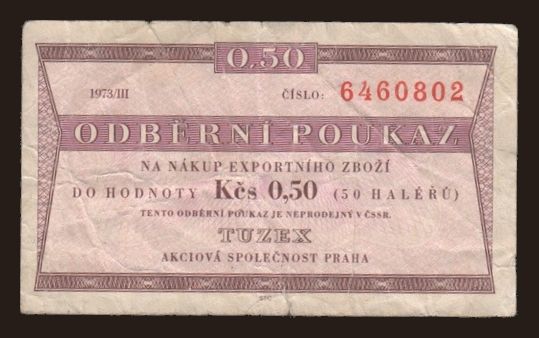 0,50
1973/III ČÍSLO: 6460802
ODBĚRNÍ POUKAZ
NA NÁKUP EXPORTNÍHO ZBOŽÍ
DO HODNOTY Kčs 0,50 (50 HALÉŘŮ)
TENTO ODBĚRNÍ POUKAZ JE NEPRODEJNÝ V ČSSR.
TUZEX
AKCIOVÁ SPOLEČNOST PRAHA